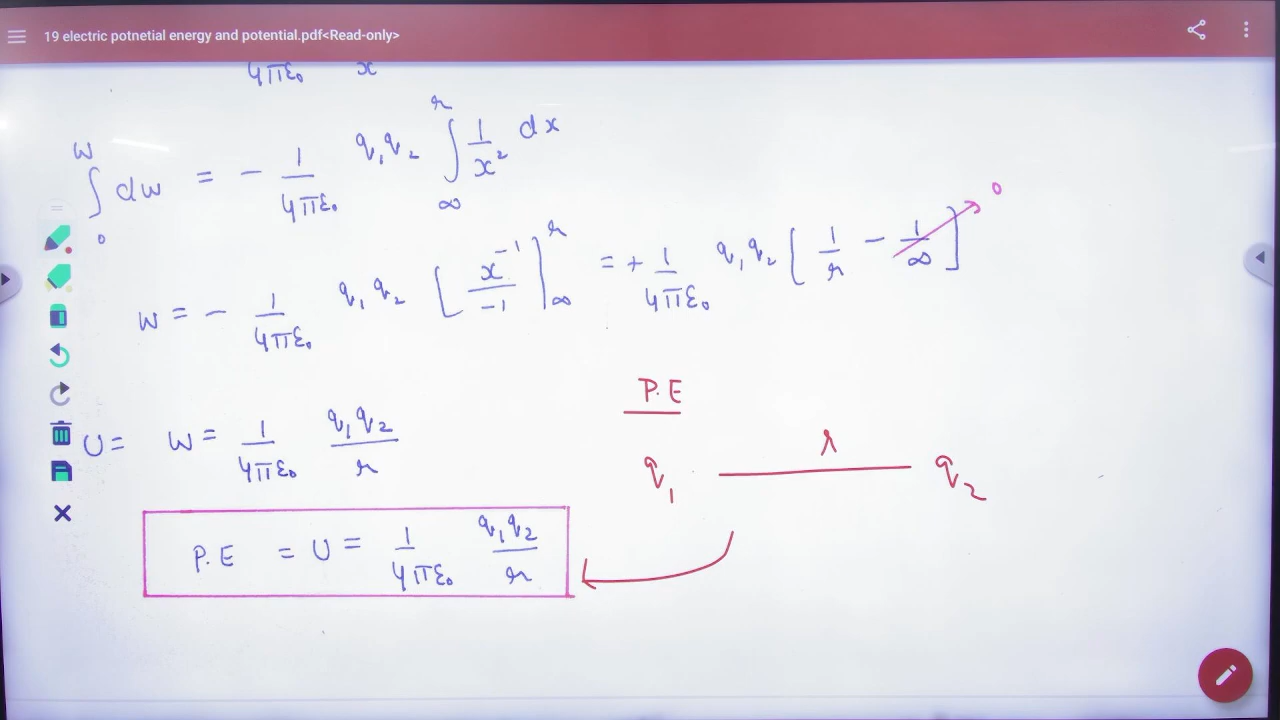 19 electric potnetial energy and potential.pdf<Read-only>
4πε₀ x
∫₀^W dw = - 1/4πε₀ q₁q₂ ∫_∞^r 1/x² dx
w = - 1/4πε₀ q₁q₂ [x⁻¹/-1]_∞^r = + 1/4πε₀ q₁q₂ [1/r - 1/∞] 0
P.E
U = W = 1/4πε₀ q₁q₂/r
q₁ r q₂
P.E = U = 1/4πε₀ q₁q₂/r